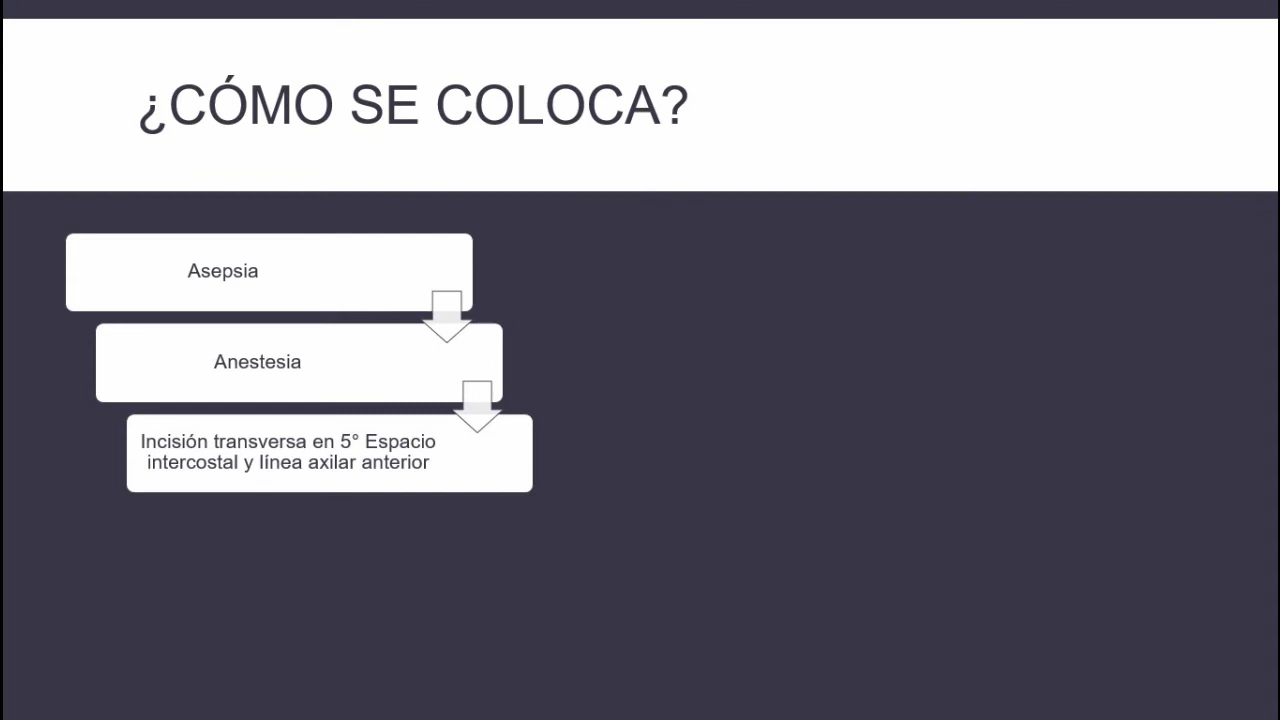 ¿CÓMO SE COLOCA?
Asepsia
Anestesia
Incisión transversa en 5° Espacio
intercostal y línea axilar anterior